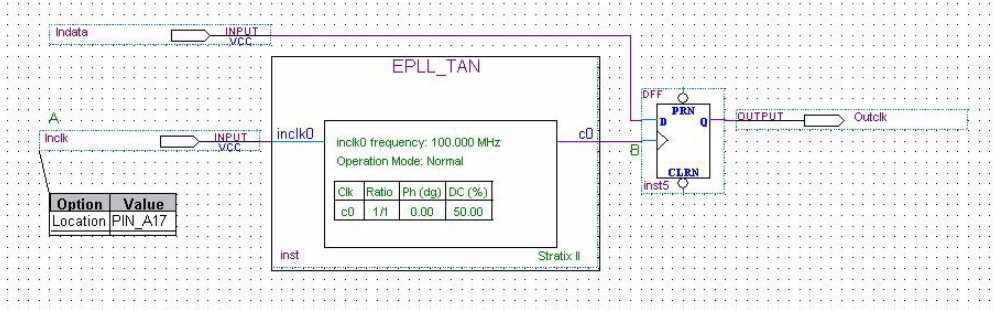 Indata INPUT
VCC
EPLL_TAN
A
Inclk INPUT
VCC
inclk0
inclk0 frequency: 100.000 MHz
Operation Mode: Normal
Clk Ratio Ph (dg) DC (%)
c0 1/1 0.00 50.00
c0
inst
Stratix II
B
DFF
PRN
D Q
CLRN
inst5
OUTPUT Outclk
Option Value
Location PIN_A17